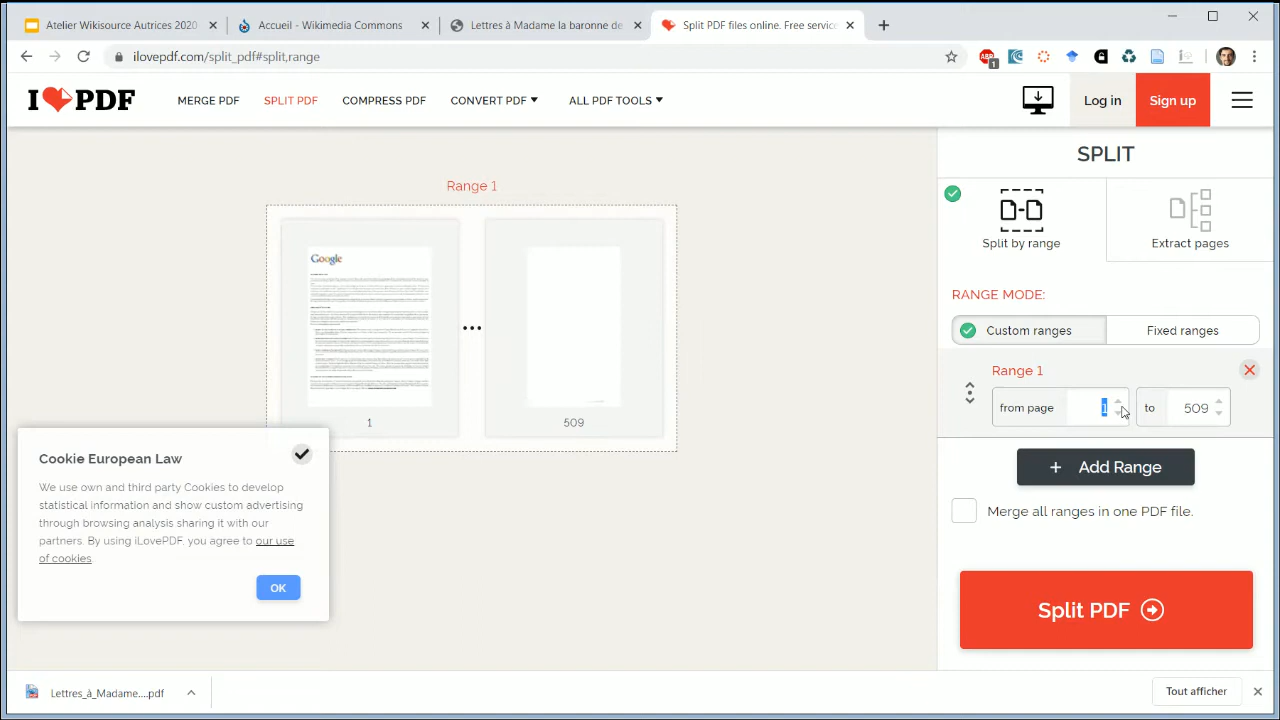 Atelier Wikisource Autrices 2020
Accueil - Wikimedia Commons
Lettres à Madame la baronne de
Split PDF files online. Free service
ilovepdf.com/split_pdf#split,range
ABP
1
I PDF
MERGE PDF
SPLIT PDF
COMPRESS PDF
CONVERT PDF
ALL PDF TOOLS
Log in
Sign up
SPLIT
Range 1
Google
1
509
Split by range
Extract pages
RANGE MODE:
Custom ranges
Fixed ranges
Range 1
from page 1
to 509
+ Add Range
Merge all ranges in one PDF file.
Split PDF
Cookie European Law
We use own and third party Cookies to develop
statistical information and show custom advertising
through browsing analysis sharing it with our
partners. By using iLovePDF, you agree to our use
of cookies.
OK
Lettres_à_Madame....pdf
Tout afficher